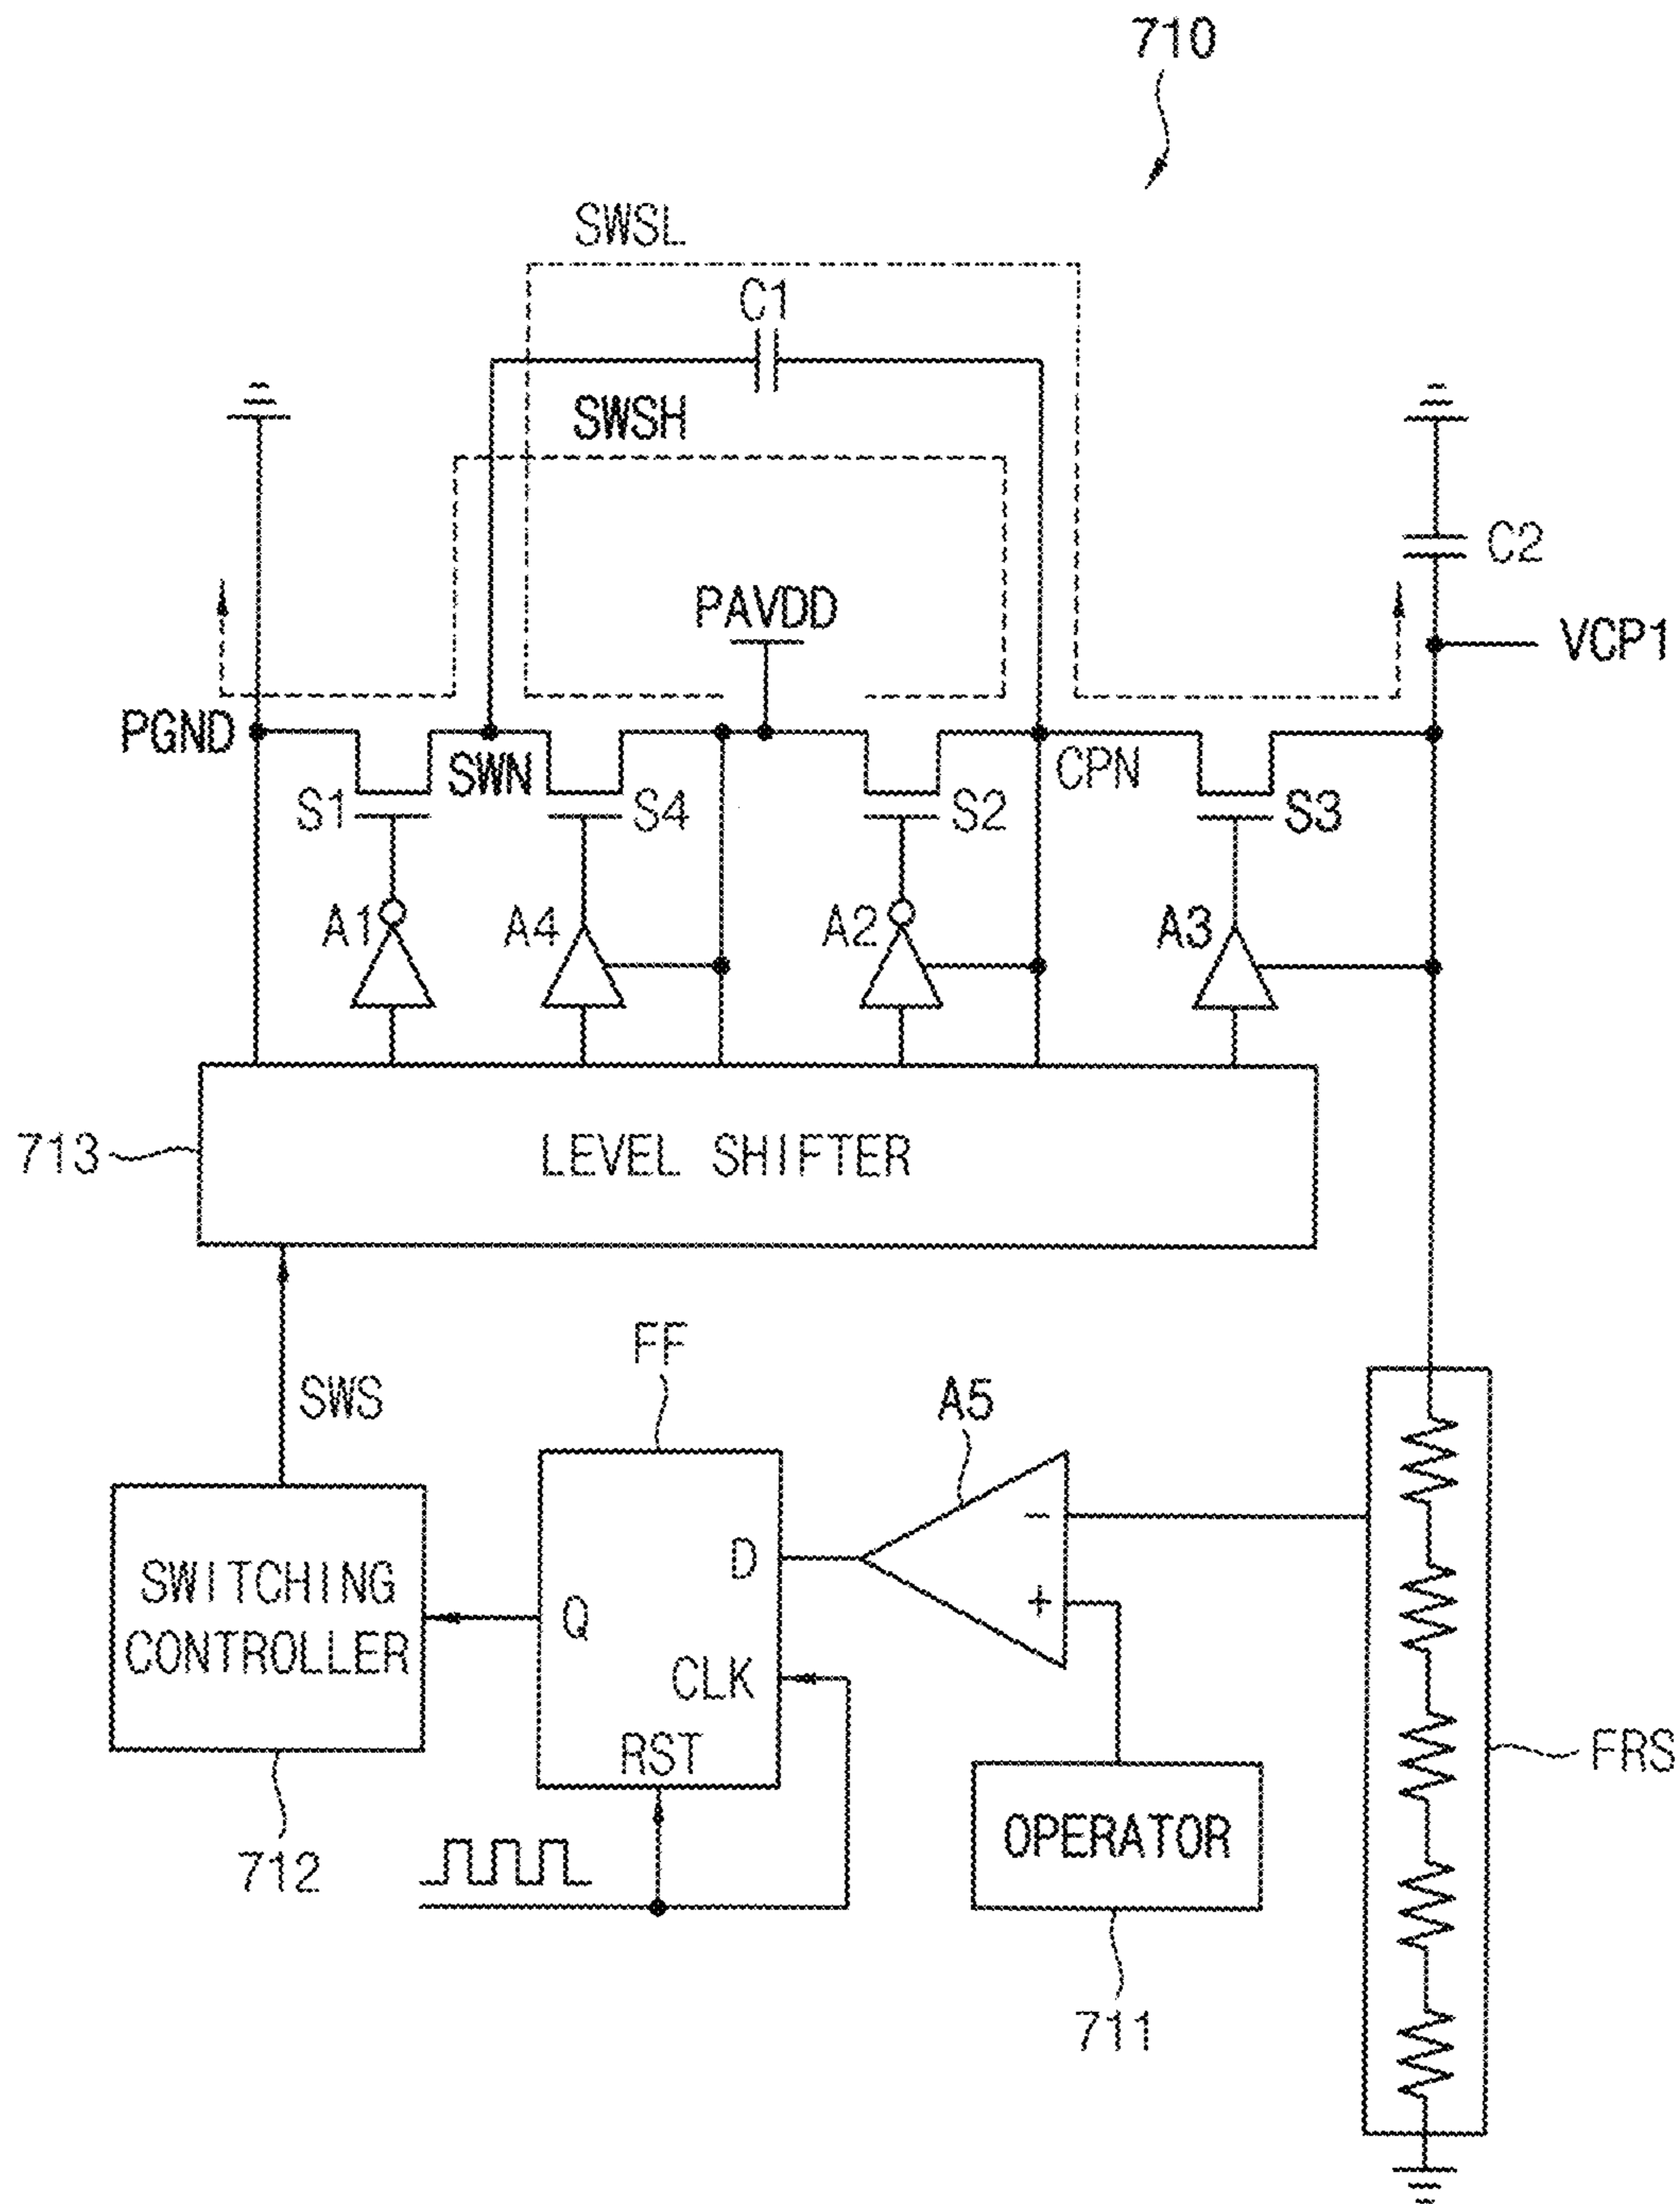 710
SWSL
C1
SWSH
C2
PAVDD
VCP1
PGND
SWN
CPN
S1
S4
S2
S3
A1
A4
A2
A3
713
LEVEL SHIFTER
SWS
FF
A5
SWITCHING
CONTROLLER
D
-
Q
+
CLK
RST
FRS
OPERATOR
712
711